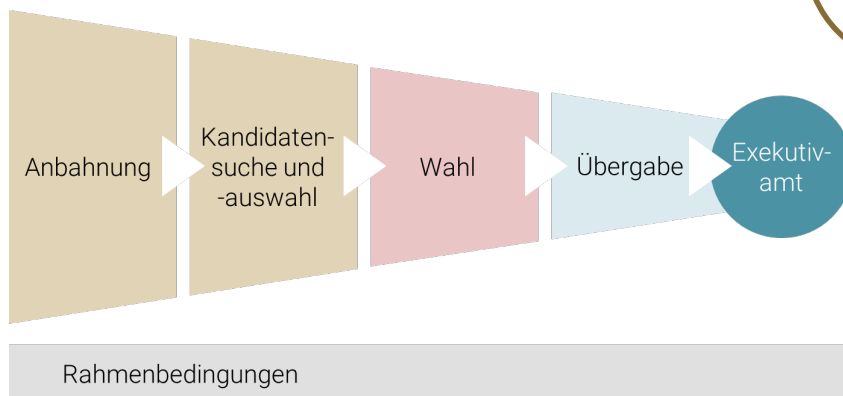 Anbahnung
Kandidaten-
suche und
-auswahl
Wahl
Übergabe
Exekutiv-
amt
Rahmenbedingungen